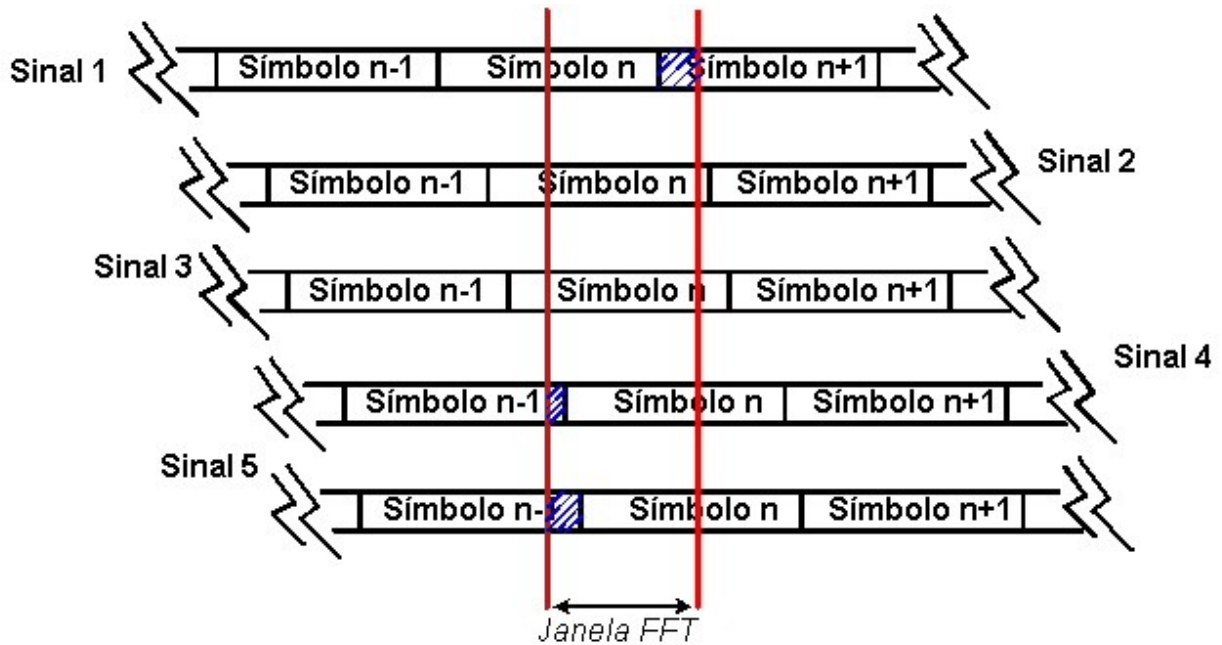 Sinal 1
Símbolo n-1 Símbolo n Símbolo n+1
Sinal 2
Símbolo n-1 Símbolo n Símbolo n+1
Sinal 3
Símbolo n-1 Símbolo n Símbolo n+1
Sinal 4
Símbolo n-1 Símbolo n Símbolo n+1
Sinal 5
Símbolo n- Símbolo n Símbolo n+1
Janela FFT